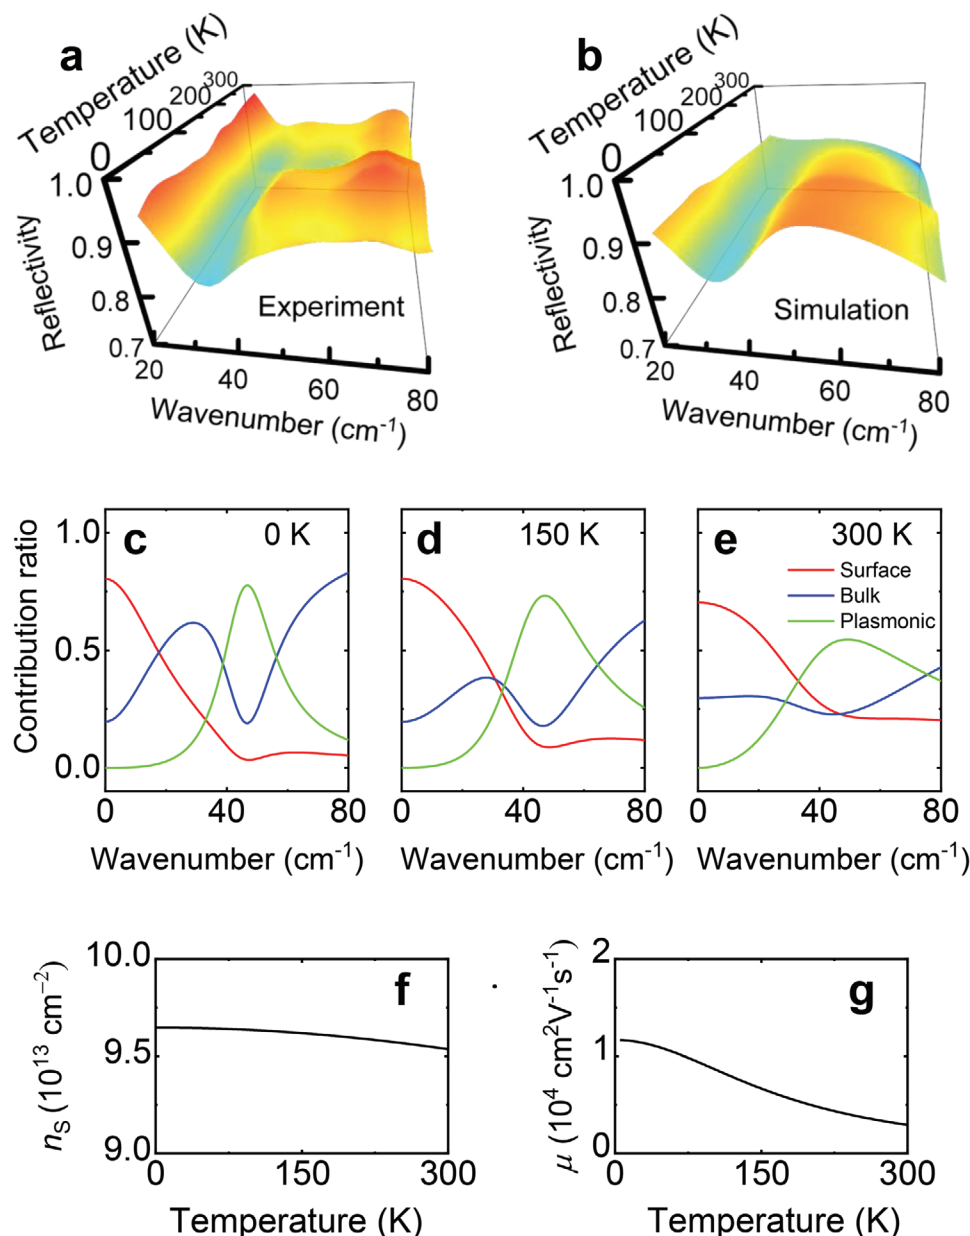 a
Temperature (K)
300
200
100
0
1.0
0.9
0.8
0.7
Reflectivity
Experiment
20
40
60
80
Wavenumber (cm⁻¹)
b
Temperature (K)
300
200
100
0
1.0
0.9
0.8
0.7
Reflectivity
Simulation
20
40
60
80
Wavenumber (cm⁻¹)
Contribution ratio
1.0
0.5
0.0
c
0 K
0
40
80
Wavenumber (cm⁻¹)
d
150 K
0
40
80
Wavenumber (cm⁻¹)
e
300 K
Surface
Bulk
Plasmonic
0
40
80
Wavenumber (cm⁻¹)
nS (10¹³ cm⁻²)
10.0
9.5
9.0
f
0
150
300
Temperature (K)
μ (10⁴ cm²V⁻¹s⁻¹)
2
1
0
g
0
150
300
Temperature (K)